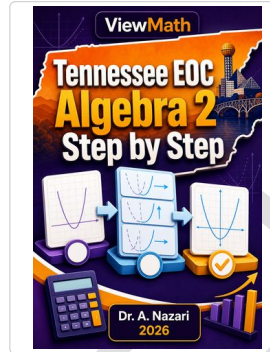 ViewMath
Tennessee EOC
Algebra 2
Step by Step
Dr. A. Nazari
2026